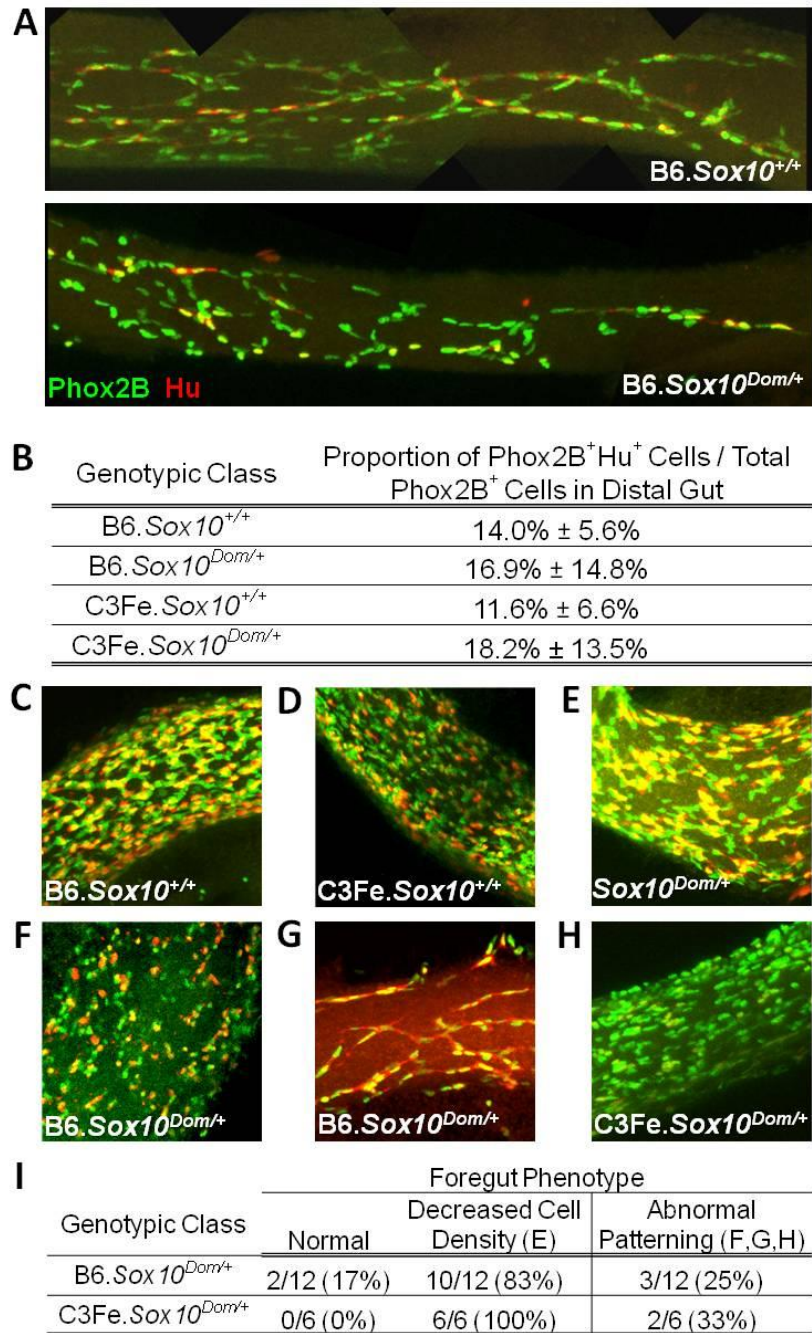 A
B6.Sox10+/+
Phox2B Hu
B6.Sox10Dom/+
B
Genotypic Class
Proportion of Phox2B+Hu+ Cells / Total
Phox2B+ Cells in Distal Gut
B6.Sox10+/+ 14.0% ± 5.6%
B6.Sox10Dom/+ 16.9% ± 14.8%
C3Fe.Sox10+/+ 11.6% ± 6.6%
C3Fe.Sox10Dom/+ 18.2% ± 13.5%
C D E
B6.Sox10+/+ C3Fe.Sox10+/+ Sox10Dom/+
F G H
B6.Sox10Dom/+ B6.Sox10Dom/+ C3Fe.Sox10Dom/+
I
Foregut Phenotype
Genotypic Class
Normal
Decreased Cell
Density (E)
Abnormal
Patterning (F,G,H)
B6.Sox10Dom/+ 2/12 (17%) 10/12 (83%) 3/12 (25%)
C3Fe.Sox10Dom/+ 0/6 (0%) 6/6 (100%) 2/6 (33%)